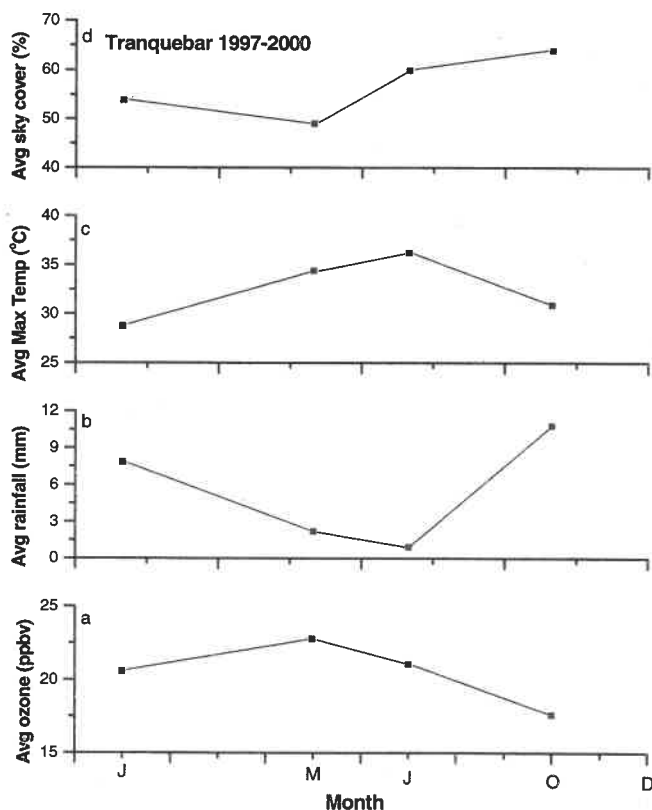 d Tranquebar 1997-2000
Avg sky cover (%)
70
60
50
40
c
Avg Max Temp (°C)
40
35
30
25
b
Avg rainfall (mm)
12
9
6
3
0
a
Avg ozone (ppbv)
25
20
15
J M J O D
Month